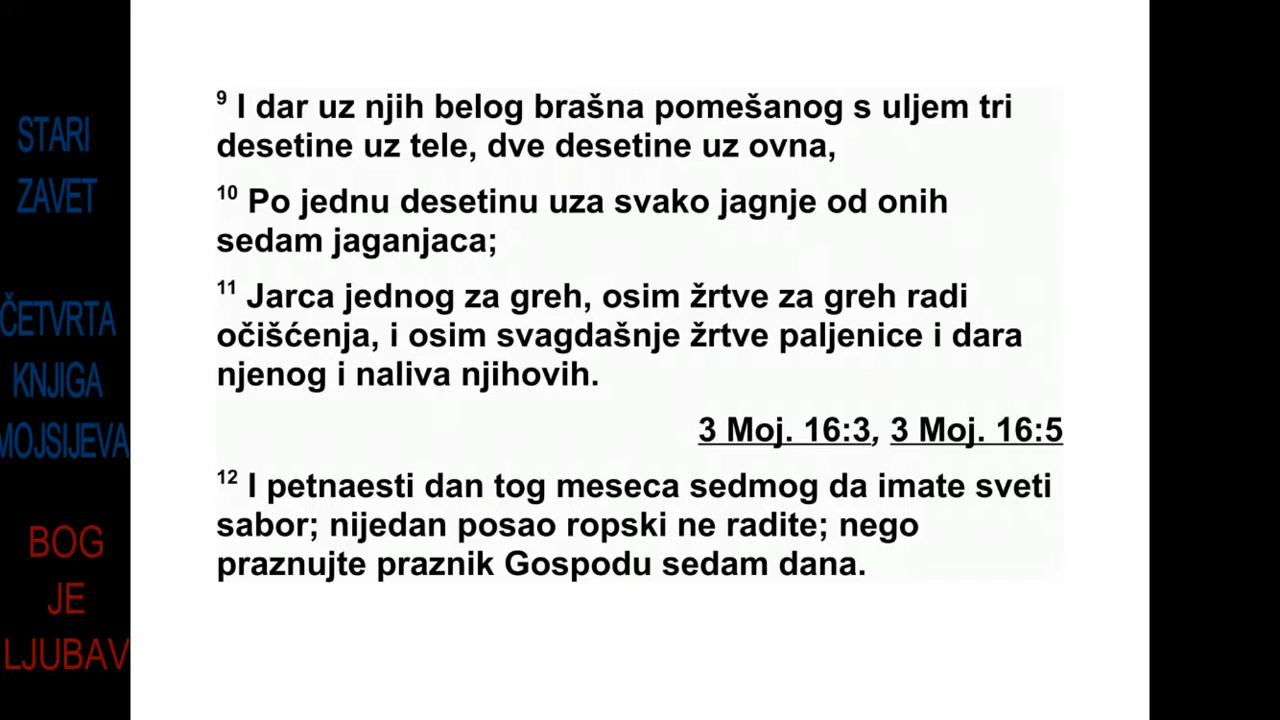 STARI
ZAVET
ČETVRTA
KNJIGA
MOJSIJEVA
BOG
JE
LJUBAV
9 I dar uz njih belog brašna pomešanog s uljem tri
desetine uz tele, dve desetine uz ovna,
10 Po jednu desetinu uza svako jagnje od onih
sedam jaganjaca;
11 Jarca jednog za greh, osim žrtve za greh radi
očišćenja, i osim svagdašnje žrtve paljenice i dara
njenog i naliva njihovih.
3 Moj. 16:3, 3 Moj. 16:5
12 I petnaesti dan tog meseca sedmog da imate sveti
sabor; nijedan posao ropski ne radite; nego
praznujte praznik Gospodu sedam dana.